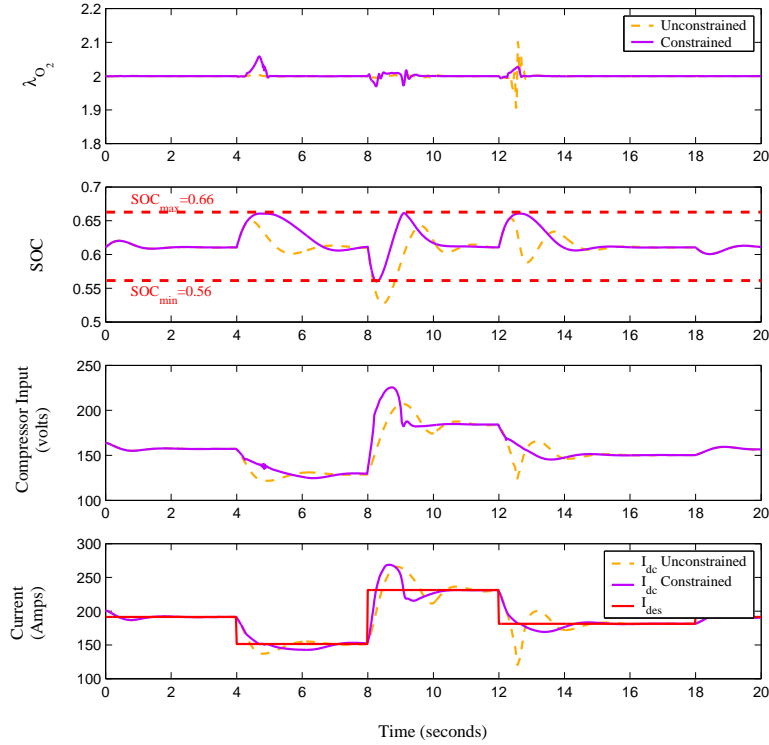 2.2
2.1
2
1.9
1.8
λO2
Unconstrained
Constrained
0 2 4 6 8 10 12 14 16 18 20
0.7
0.65
0.6
0.55
0.5
SOC
SOCmax=0.66
SOCmin=0.56
0 2 4 6 8 10 12 14 16 18 20
250
200
150
100
Compressor Input
(volts)
0 2 4 6 8 10 12 14 16 18 20
300
250
200
150
100
Current
(Amps)
Idc Unconstrained
Idc Constrained
Ides
0 2 4 6 8 10 12 14 16 18 20
Time (seconds)